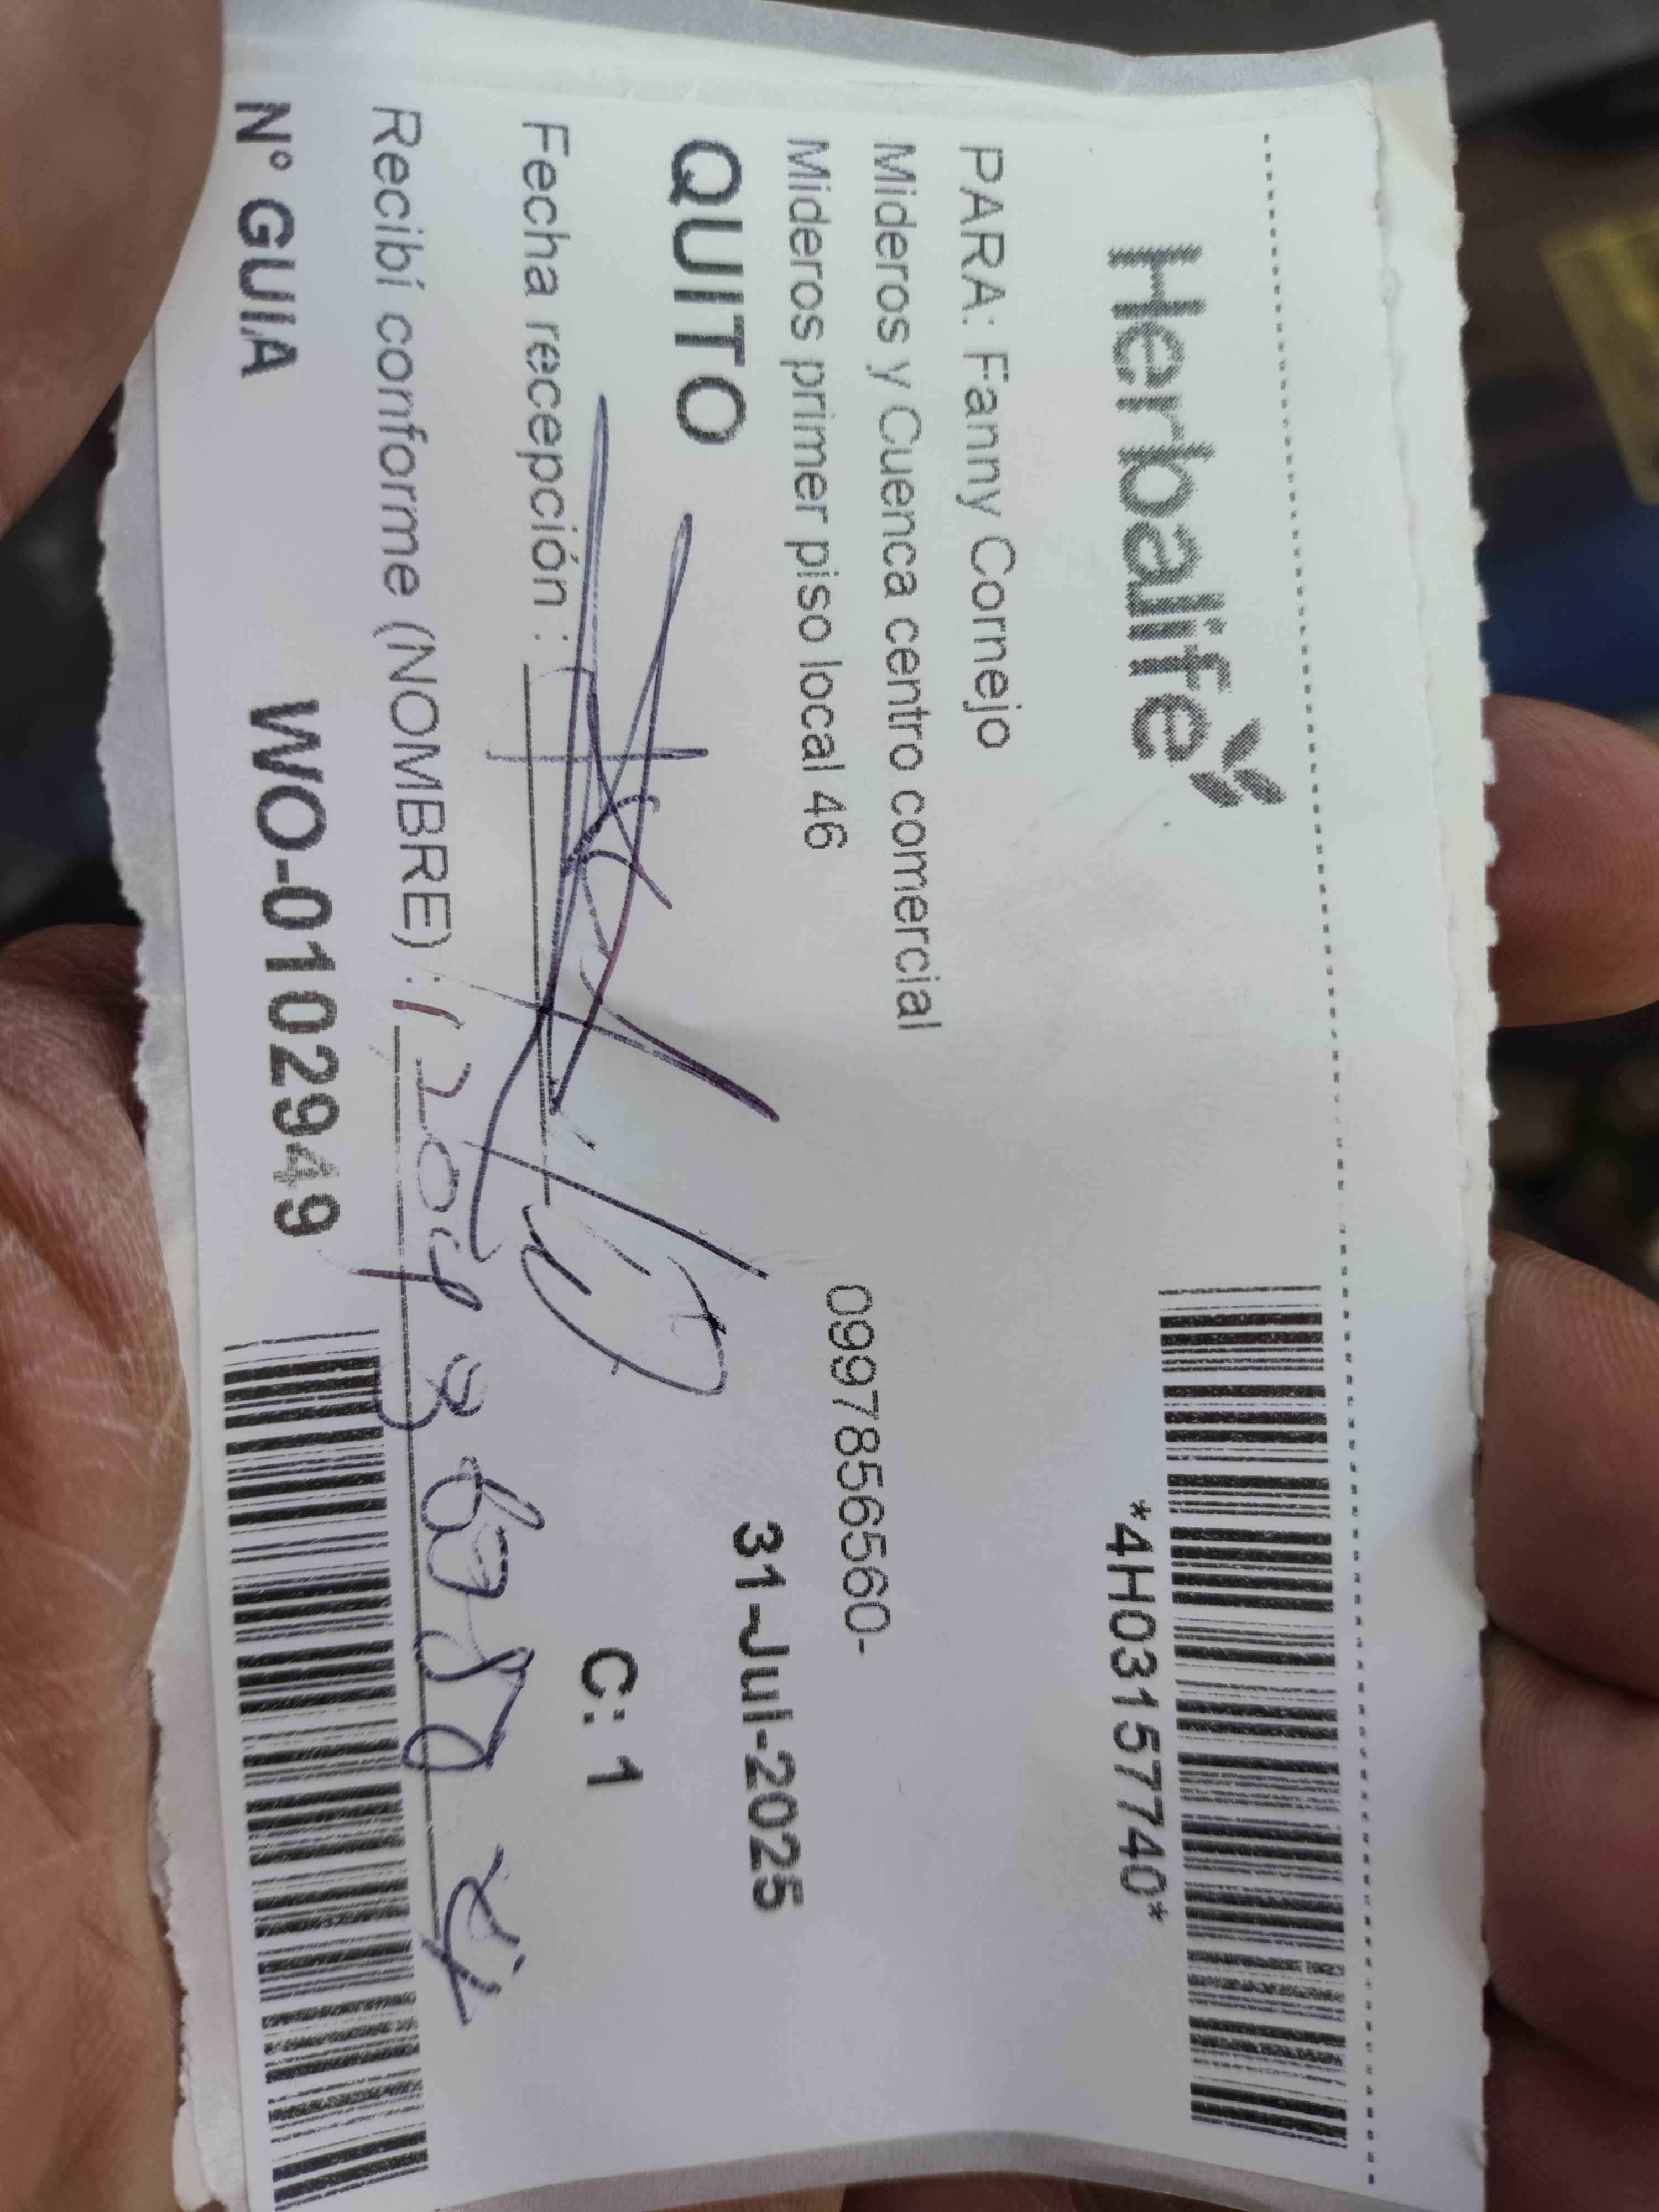 Herbalife
*4H03157740*
PARA: Fanny Cornejo
Mideros y Cuenca centro comercial
Mideros primer piso local 46
0997856560-
QUITO
31-Jul-2025
Fecha recepción :
C: 1
Recibí conforme (NOMBRE) :
N° GUIA WO-0102949